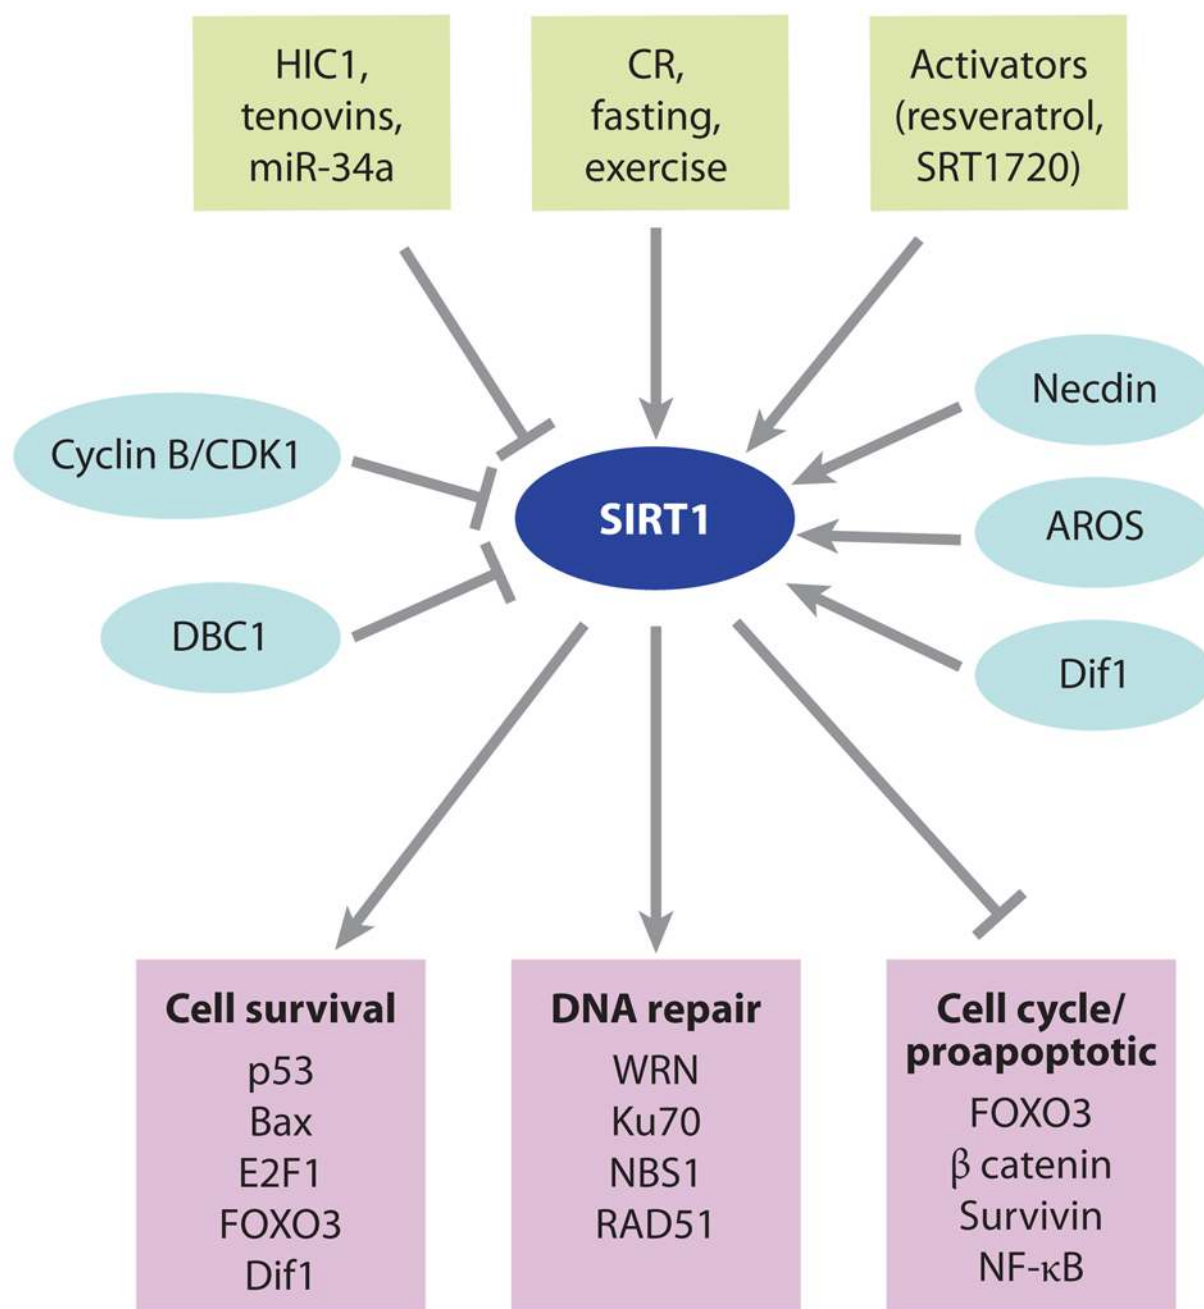 HIC1,
tenovins,
miR-34a
CR,
fasting,
exercise
Activators
(resveratrol,
SRT1720)
Cyclin B/CDK1
DBC1
SIRT1
Necdin
AROS
Dif1
Cell survival
p53
Bax
E2F1
FOXO3
Dif1
DNA repair
WRN
Ku70
NBS1
RAD51
Cell cycle/
proapoptotic
FOXO3
β catenin
Survivin
NF-κB